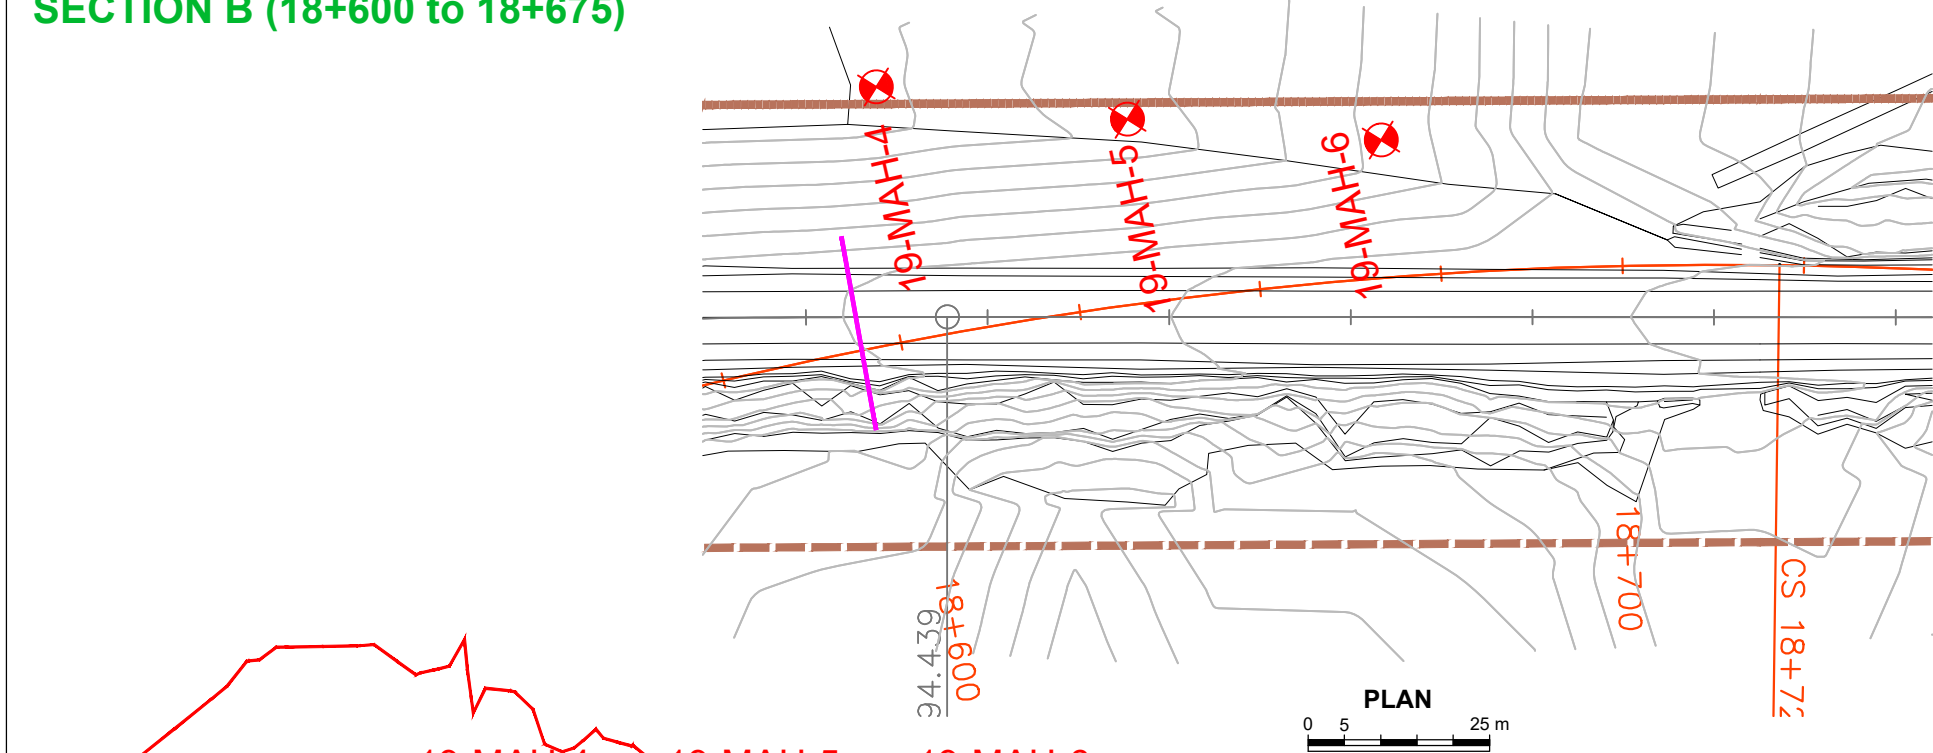 SECTION B (18+600 to 18+675)
19-MAH-4
19-MAH-5
19-MAH-6
94.439
18+600
18+700
CS 18+72
PLAN
0 5 25 m